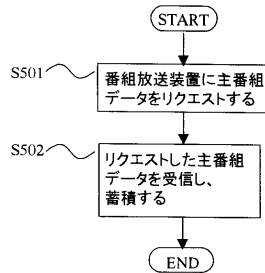 START
S501
番組放送装置に主番組
データをリクエストする
S502
リクエストした主番組
データを受信し、
蓄積する
END